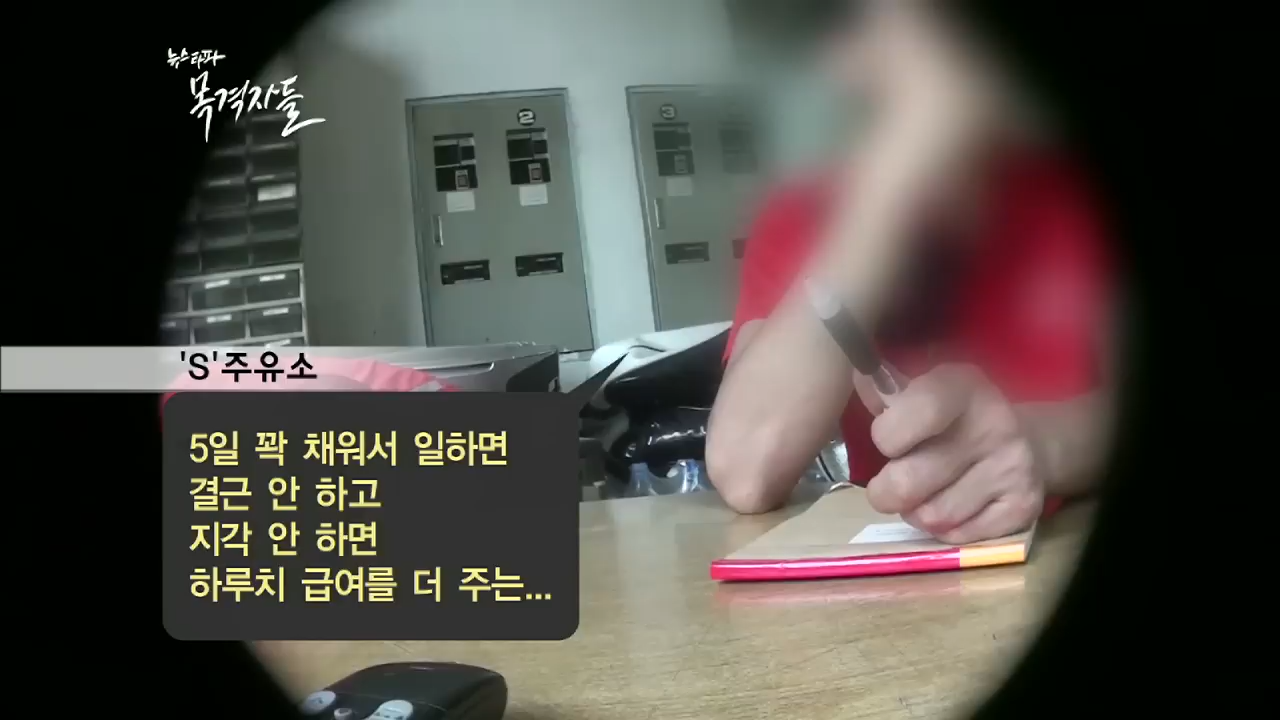 뉴스타파
목격자들
2
3
'S'주유소
5일 꽉 채워서 일하면
결근 안 하고
지각 안 하면
하루치 급여를 더 주는...